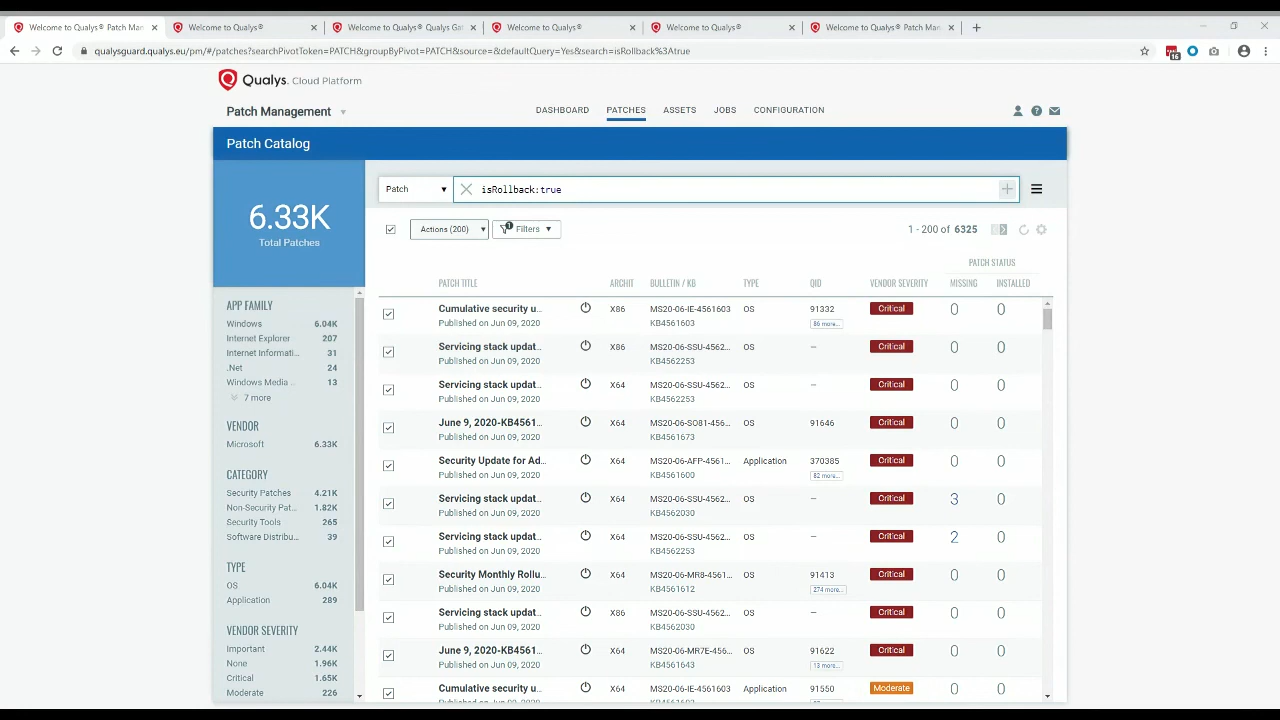 Welcome to Qualys® Patch Man
Welcome to Qualys®
Welcome to Qualys® Qualys Gat
Welcome to Qualys®
Welcome to Qualys®
Welcome to Qualys® Patch Man
qualysguard.qualys.eu/pm/#/patches?searchPivotToken=PATCH&groupByPivot=PATCH&source=&defaultQuery=Yes&search=isRollback%3Atrue
Qualys. Cloud Platform
Patch Management
DASHBOARD PATCHES ASSETS JOBS CONFIGURATION
Patch Catalog
6.33K
Total Patches
Patch
isRollback:true
Actions (200)
1
Filters
1 - 200 of 6325
PATCH STATUS
PATCH TITLE ARCHIT BULLETIN / KB TYPE QID VENDOR SEVERITY MISSING INSTALLED
APP FAMILY
Windows 6.04K
Internet Explorer 207
Internet Informati... 31
.Net 24
Windows Media ... 13
7 more
VENDOR
Microsoft 6.33K
CATEGORY
Security Patches 4.21K
Non-Security Pat... 1.82K
Security Tools 265
Software Distribu... 39
TYPE
OS 6.04K
Application 289
VENDOR SEVERITY
Important 2.44K
None 1.96K
Critical 1.65K
Moderate 226
Cumulative security u... X86 MS20-06-IE-4561603 OS 91332 Critical 0 0
Published on Jun 09, 2020 KB4561603 86 more...
Servicing stack updat... X86 MS20-06-SSU-4562... OS – Critical 0 0
Published on Jun 09, 2020 KB4562253
Servicing stack updat... X64 MS20-06-SSU-4562... OS – Critical 0 0
Published on Jun 09, 2020 KB4562253
June 9, 2020-KB4561... X64 MS20-06-SO81-456... OS 91646 Critical 0 0
Published on Jun 09, 2020 KB4561673
Security Update for Ad... X64 MS20-06-AFP-4561... Application 370385 Critical 0 0
Published on Jun 09, 2020 KB4561600 82 more...
Servicing stack updat... X64 MS20-06-SSU-4562... OS – Critical 3 0
Published on Jun 09, 2020 KB4562030
Servicing stack updat... X64 MS20-06-SSU-4562... OS – Critical 2 0
Published on Jun 09, 2020 KB4562253
Security Monthly Rollu... X64 MS20-06-MR8-4561... OS 91413 Critical 0 0
Published on Jun 09, 2020 KB4561612 274 more...
Servicing stack updat... X86 MS20-06-SSU-4562... OS – Critical 0 0
Published on Jun 09, 2020 KB4562030
June 9, 2020-KB4561... X64 MS20-06-MR7E-456... OS 91622 Critical 0 0
Published on Jun 09, 2020 KB4561643 13 more...
Cumulative security u... X64 MS20-06-IE-4561603 Application 91550 Moderate 0 0